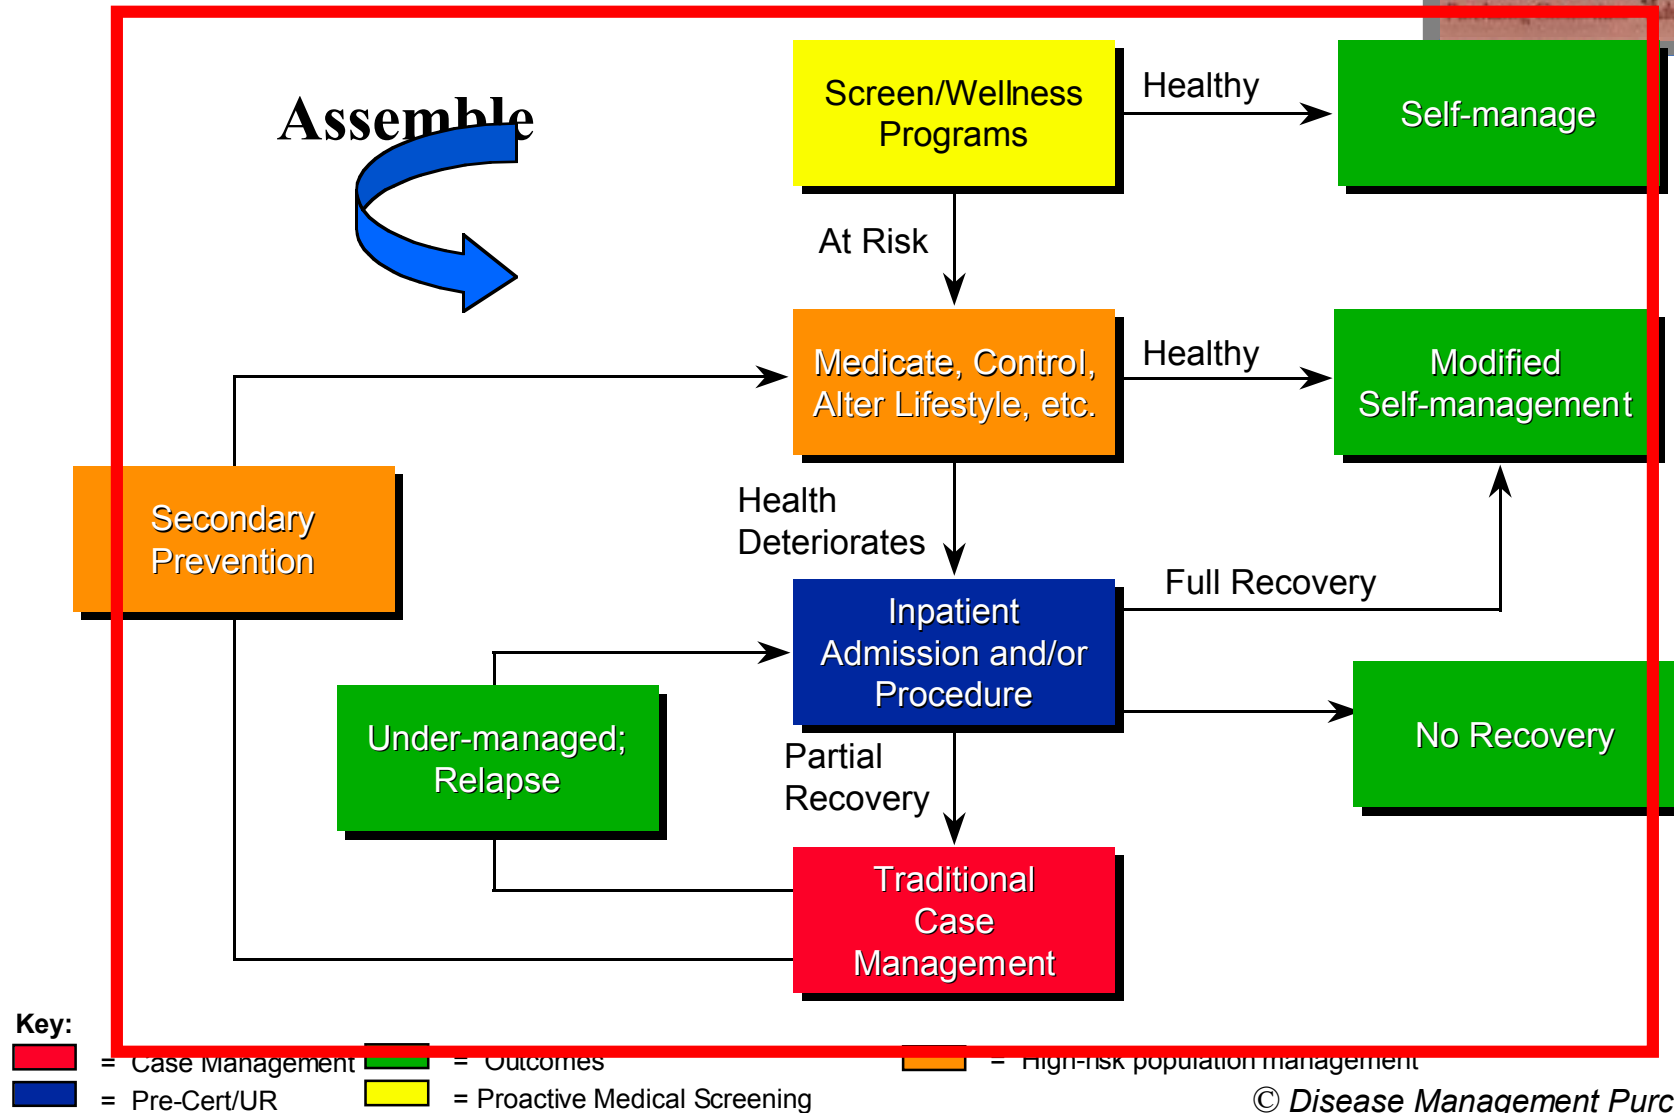 Assemble
Screen/Wellness
Programs
Healthy
Self-manage
At Risk
Medicate, Control,
Alter Lifestyle, etc.
Healthy
Modified
Self-management
Secondary
Prevention
Health
Deteriorates
Inpatient
Admission and/or
Procedure
Full Recovery
No Recovery
Under-managed;
Relapse
Partial
Recovery
Traditional
Case
Management
Key:
= Case Management
= Outcomes
= High-risk population management
= Pre-Cert/UR
= Proactive Medical Screening
© Disease Management Purc